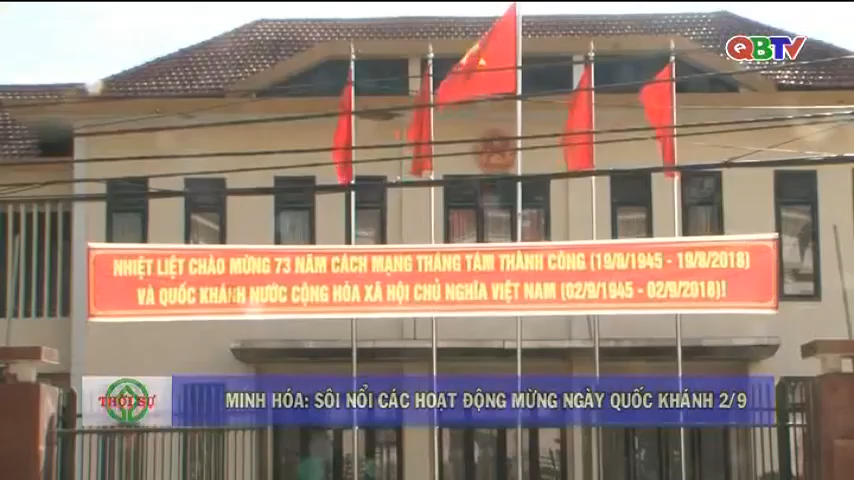 QBTV
NHIỆT LIỆT CHÀO MỪNG 73 NĂM CÁCH MẠNG THÁNG TÁM THÀNH CÔNG (19/8/1945 - 19/8/2018)
VÀ QUỐC KHÁNH NƯỚC CỘNG HÒA XÃ HỘI CHỦ NGHĨA VIỆT NAM (02/9/1945 - 02/9/2018)!
THỜI SỰ
MINH HÓA: SÔI NỔI CÁC HOẠT ĐỘNG MỪNG NGÀY QUỐC KHÁNH 2/9